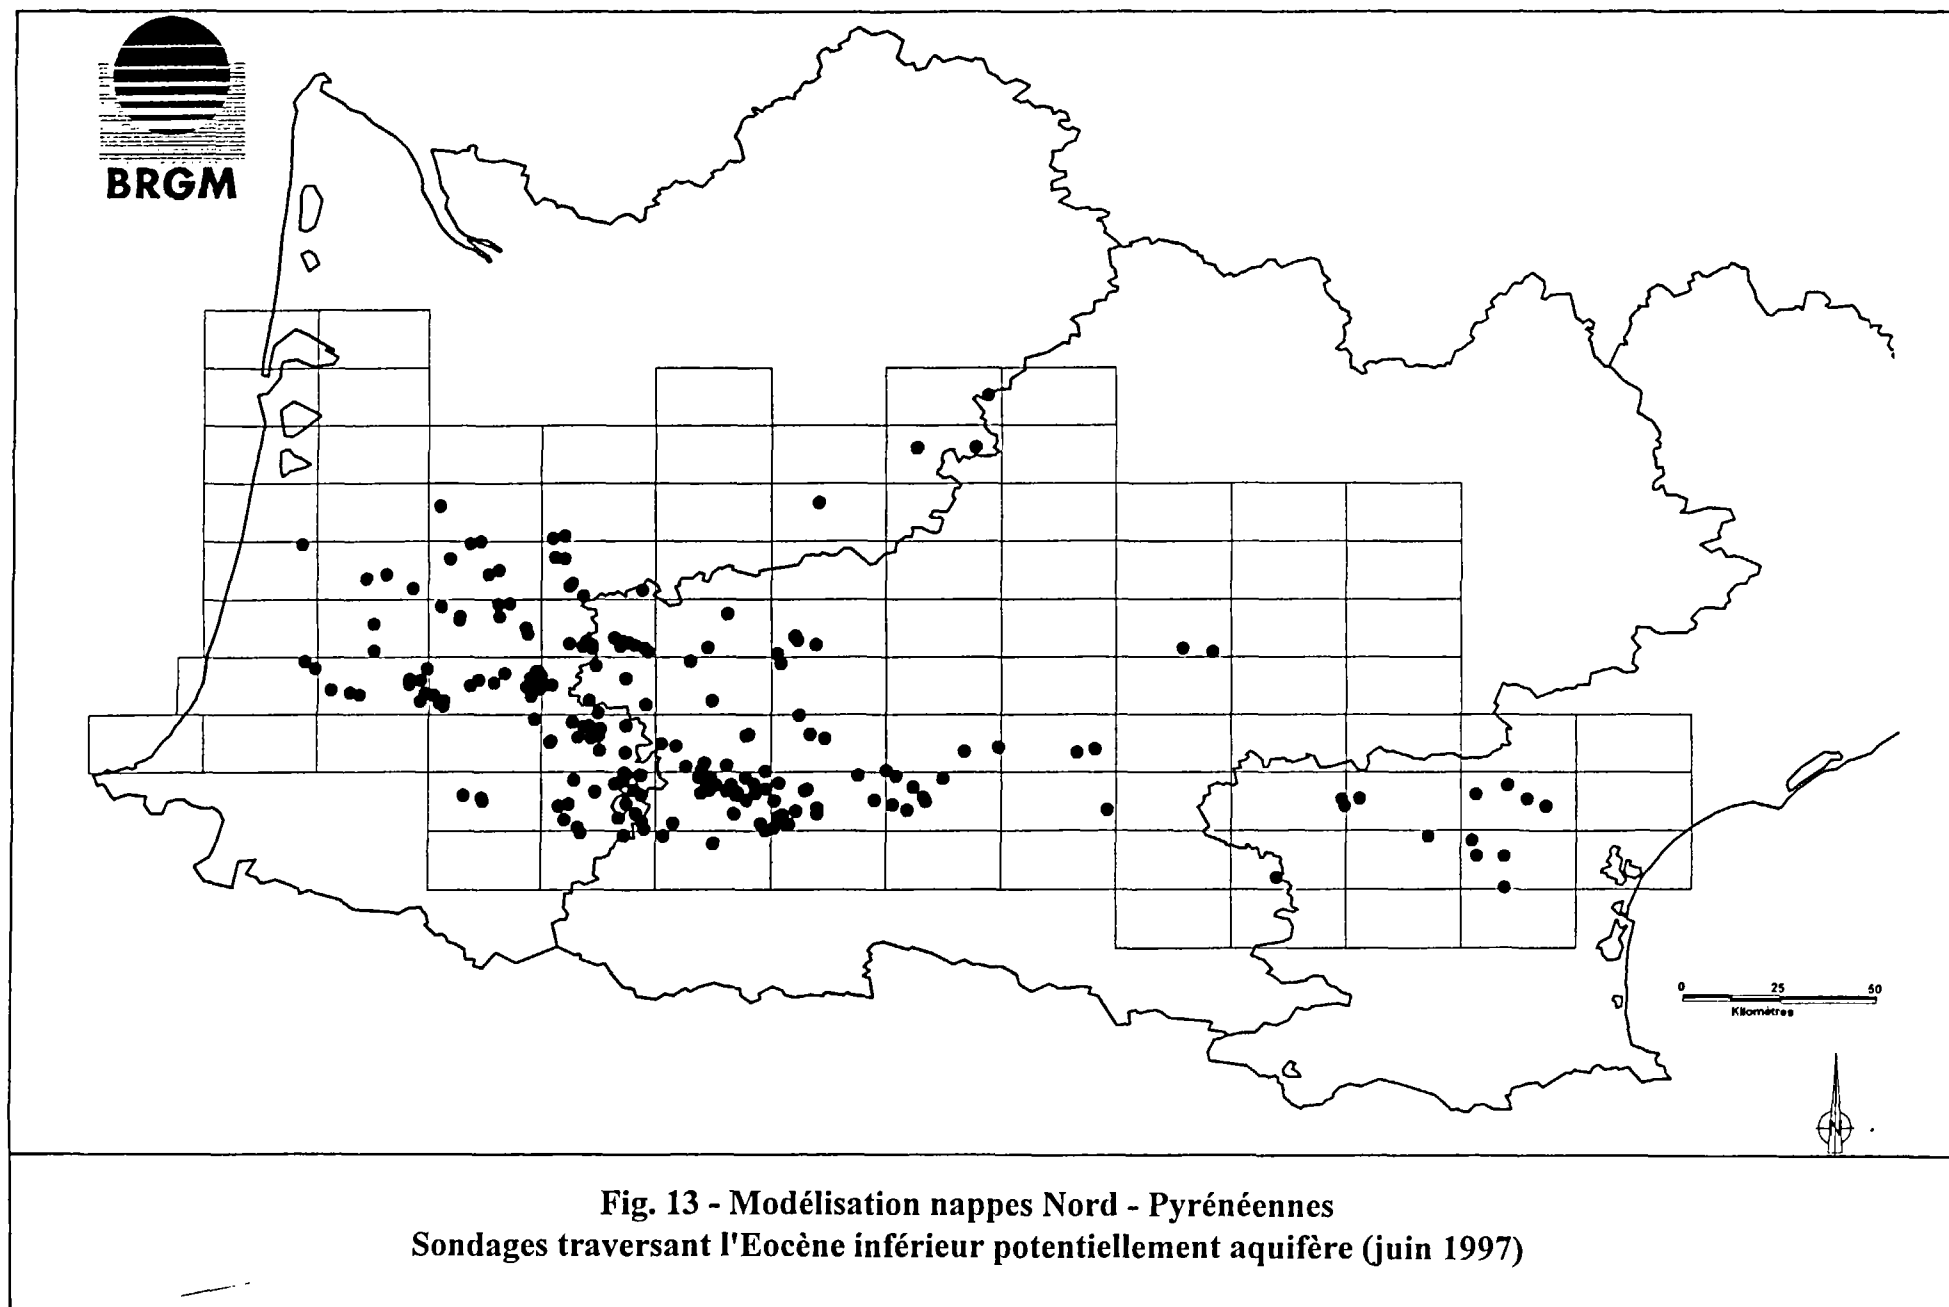 BRGM
0 25 50
Kilomètres
N
Fig. 13 - Modélisation nappes Nord - Pyrénéennes
Sondages traversant l'Eocène inférieur potentiellement aquifère (juin 1997)